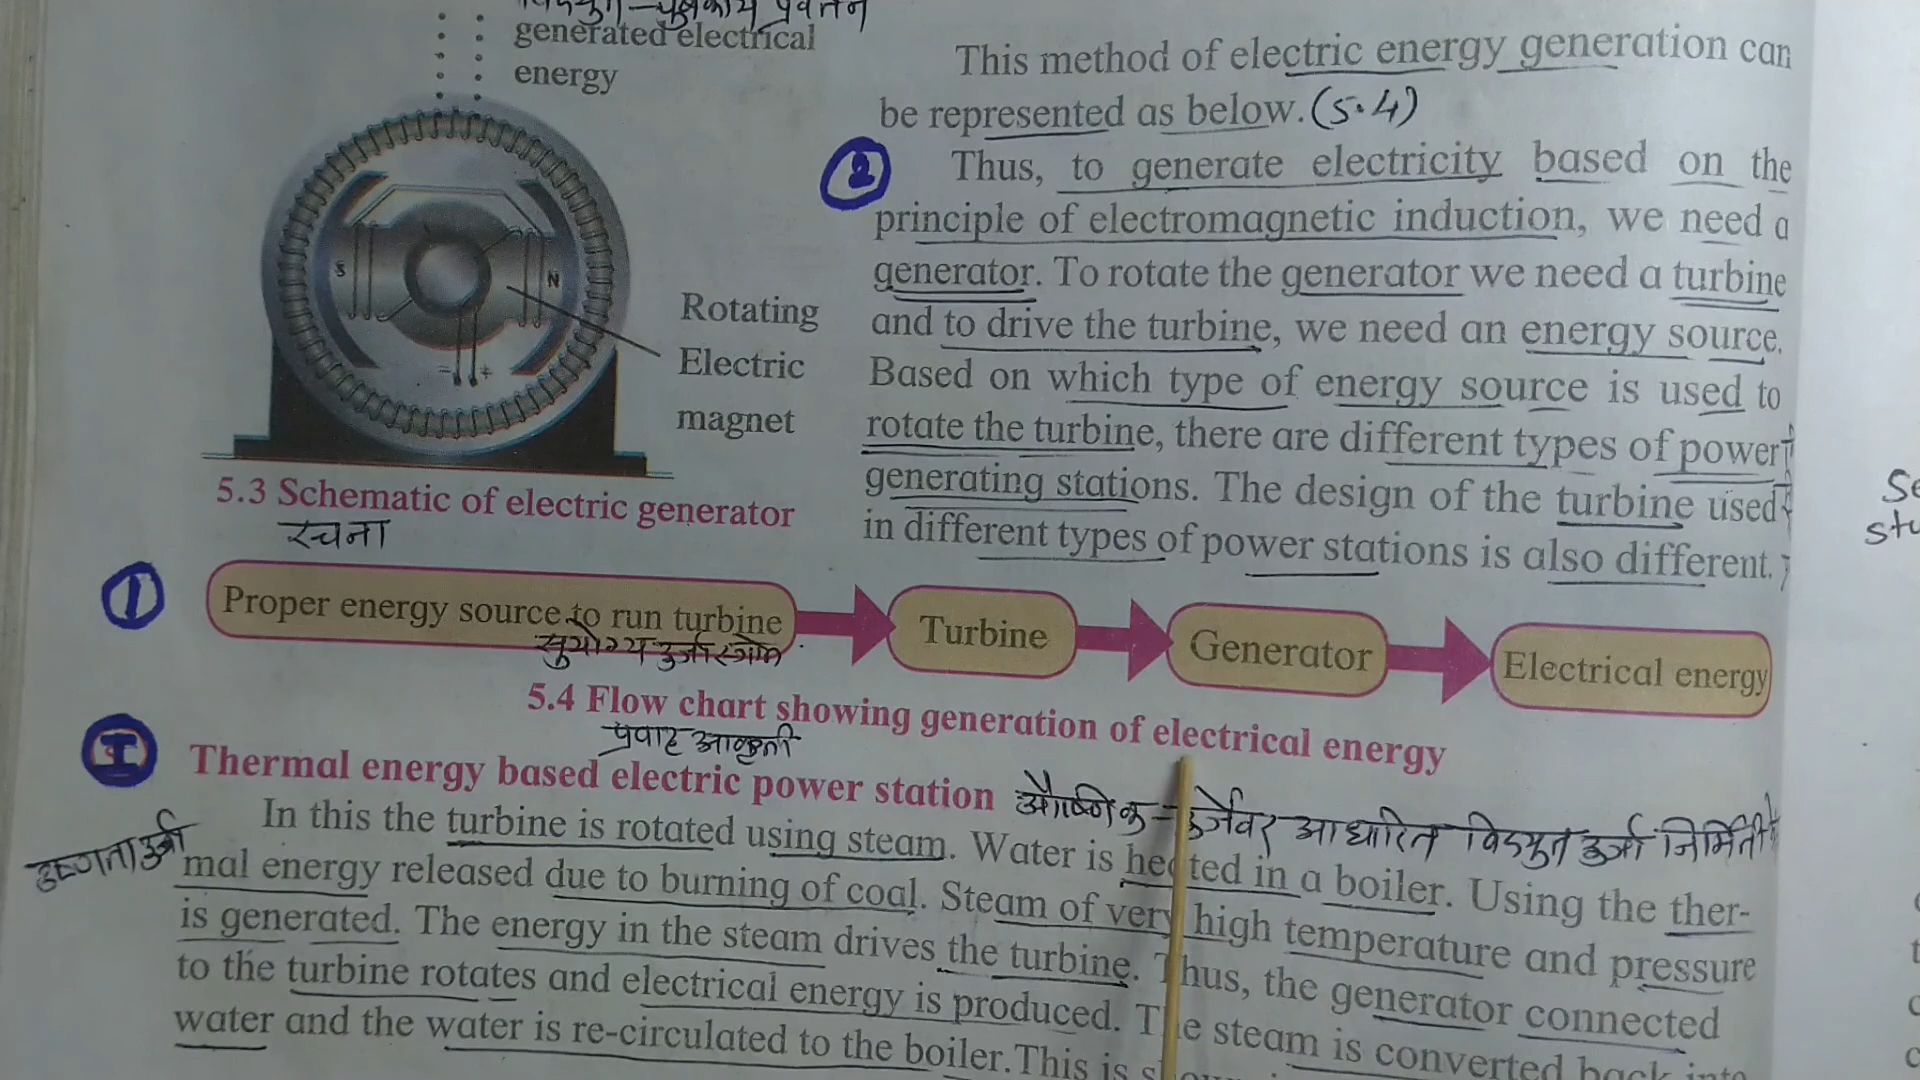 generated electrical
energy
S
N
Rotating
Electric
magnet
5.3 Schematic of electric generator
रचना
This method of electric energy generation can
be represented as below. (5.4)
2 Thus, to generate electricity based on the
principle of electromagnetic induction, we need a
generator. To rotate the generator we need a turbine
and to drive the turbine, we need an energy source.
Based on which type of energy source is used to
rotate the turbine, there are different types of power
generating stations. The design of the turbine used
in different types of power stations is also different.
1 Proper energy source to run turbine
Turbine
Generator
Electrical energy
5.4 Flow chart showing generation of electrical energy
प्रवाह आकृती
I Thermal energy based electric power station
आधारित विद्युत ऊर्जा निर्मिती
In this the turbine is rotated using steam. Water is heated in a boiler. Using the ther-
mal energy released due to burning of coal. Steam of very high temperature and pressure
is generated. The energy in the steam drives the turbine. Thus, the generator connected
to the turbine rotates and electrical energy is produced. The steam is converted back into
water and the water is re-circulated to the boiler. This is